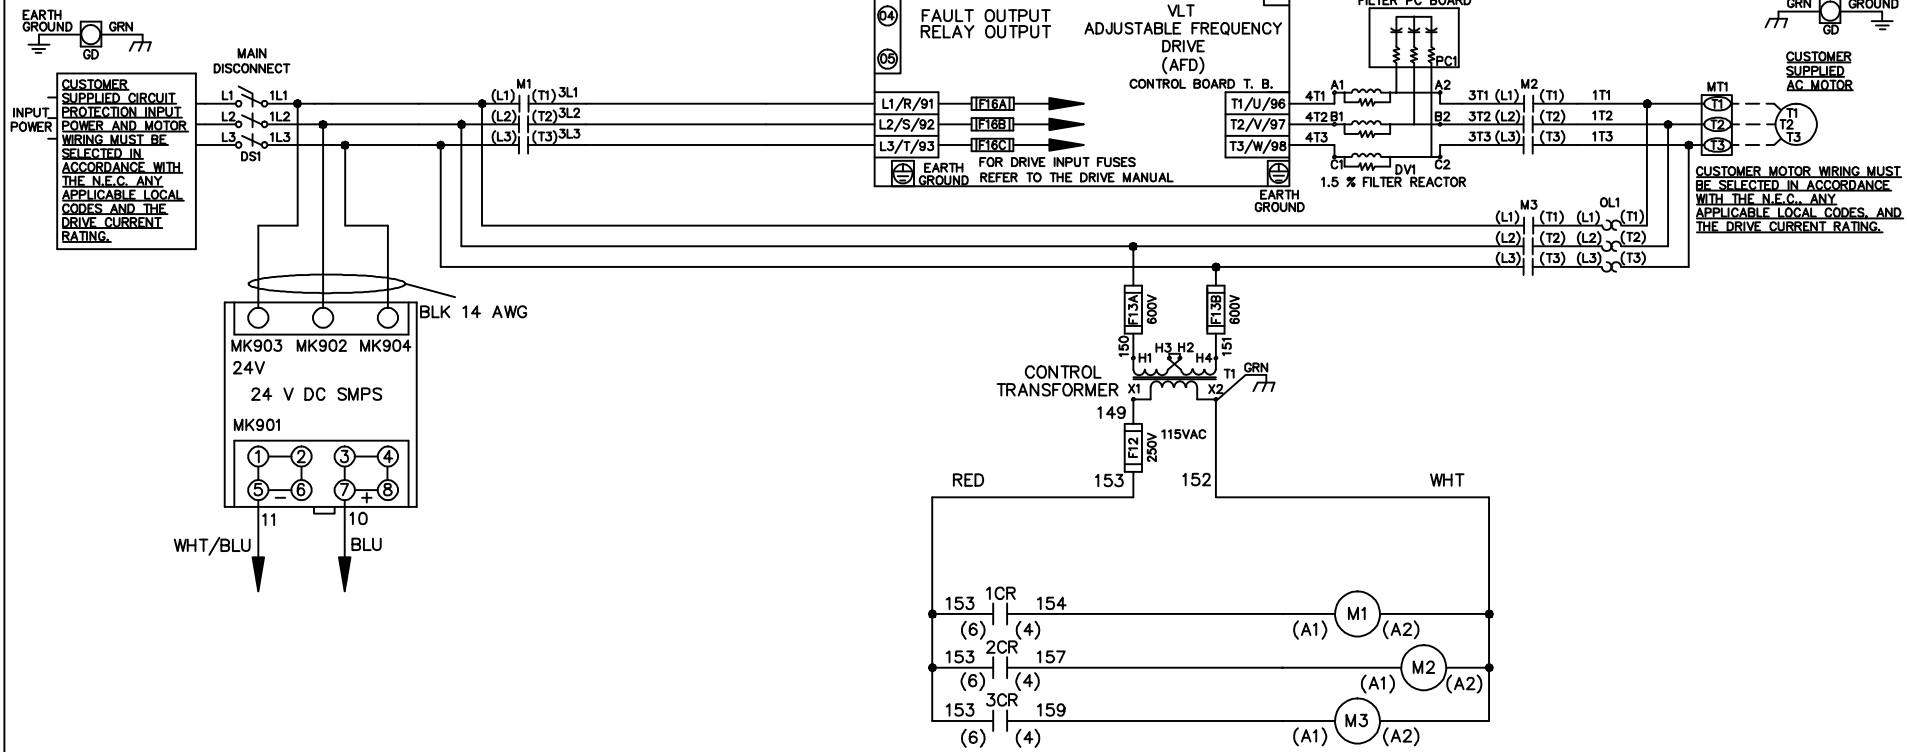 EARTH
GROUND
GRN
GD
04
05
FAULT OUTPUT
RELAY OUTPUT
VLT
ADJUSTABLE FREQUENCY
DRIVE
(AFD)
CONTROL BOARD T. B.
FILTER PC BOARD
PC1
GRN
GROUND
GD
CUSTOMER
SUPPLIED
AC MOTOR
INPUT
POWER
CUSTOMER
SUPPLIED CIRCUIT
PROTECTION INPUT
POWER AND MOTOR
WIRING MUST BE
SELECTED IN
ACCORDANCE WITH
THE N.E.C. ANY
APPLICABLE LOCAL
CODES AND THE
DRIVE CURRENT
RATING.
MAIN
DISCONNECT
L1 1L1
L2 1L2
L3 1L3
DS1
M1
(L1) (T1) 3L1
(L2) (T2) 3L2
(L3) (T3) 3L3
L1/R/91
L2/S/92
L3/T/93
F16A
F16B
F16C
FOR DRIVE INPUT FUSES
REFER TO THE DRIVE MANUAL
EARTH
GROUND
T1/U/96
T2/V/97
T3/W/98
EARTH
GROUND
4T1 A1 A2
4T2 B1 B2
4T3 C1 C2
DV1
1.5 % FILTER REACTOR
M2
3T1 (L1) (T1) 1T1
3T2 (L2) (T2) 1T2
3T3 (L3) (T3) 1T3
MT1
T1
T2
T3
T1
T2
T3
CUSTOMER MOTOR WIRING MUST
BE SELECTED IN ACCORDANCE
WITH THE N.E.C., ANY
APPLICABLE LOCAL CODES, AND
THE DRIVE CURRENT RATING.
M3 OL1
(L1) (T1) (L1) (T1)
(L2) (T2) (L2) (T2)
(L3) (T3) (L3) (T3)
BLK 14 AWG
MK903 MK902 MK904
24V
24 V DC SMPS
MK901
1 2 3 4
5 - 6 7 + 8
11 10
WHT/BLU BLU
F13A
600V
F13B
600V
150
151
H1 H3 H2 H4
CONTROL
TRANSFORMER
X1 X2
T1
GRN
149
F12
250V
115VAC
153 152
RED WHT
1CR
153 154
(6) (4)
M1
(A1) (A2)
2CR
153 157
(6) (4)
M2
(A1) (A2)
3CR
153 159
(6) (4)
M3
(A1) (A2)